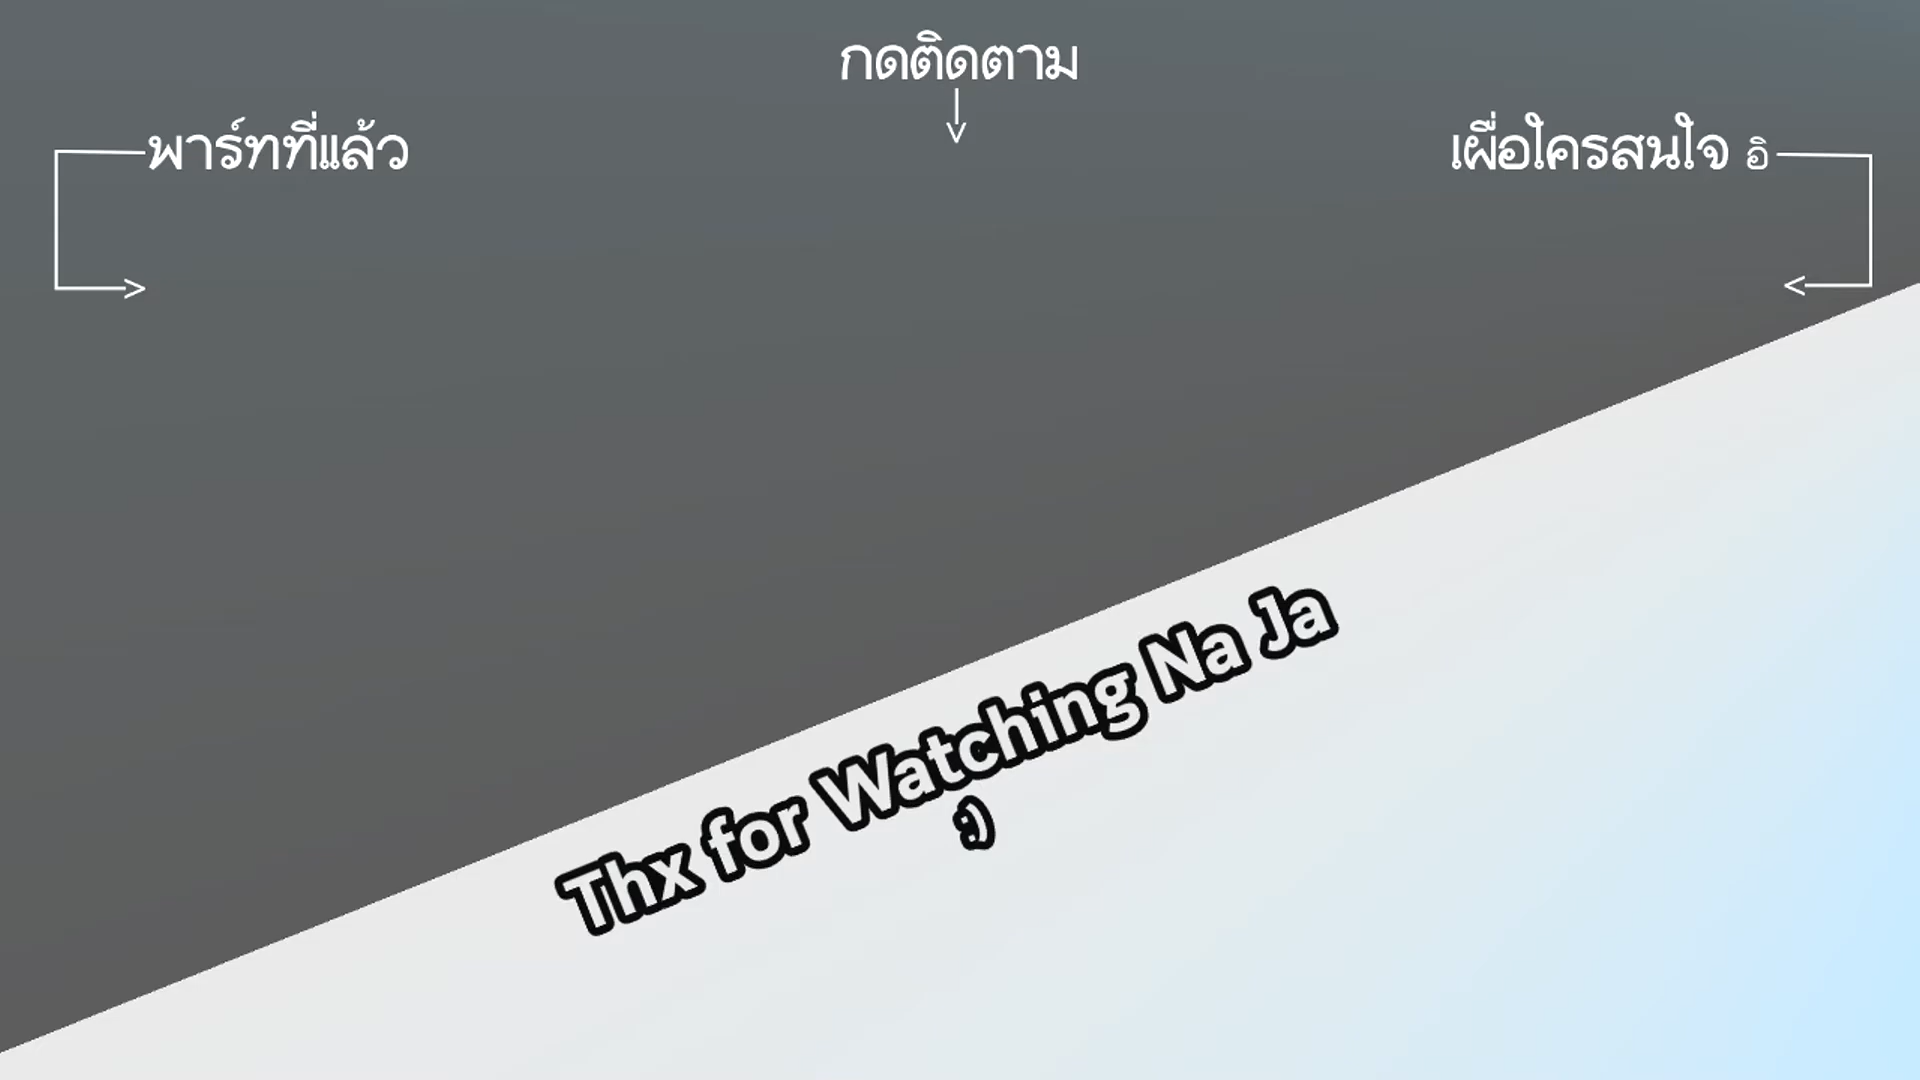 กดติดตาม
พาร์ทที่แล้ว
เผื่อใครสนใจ อิ
Thx for Watching Na Ja
:)